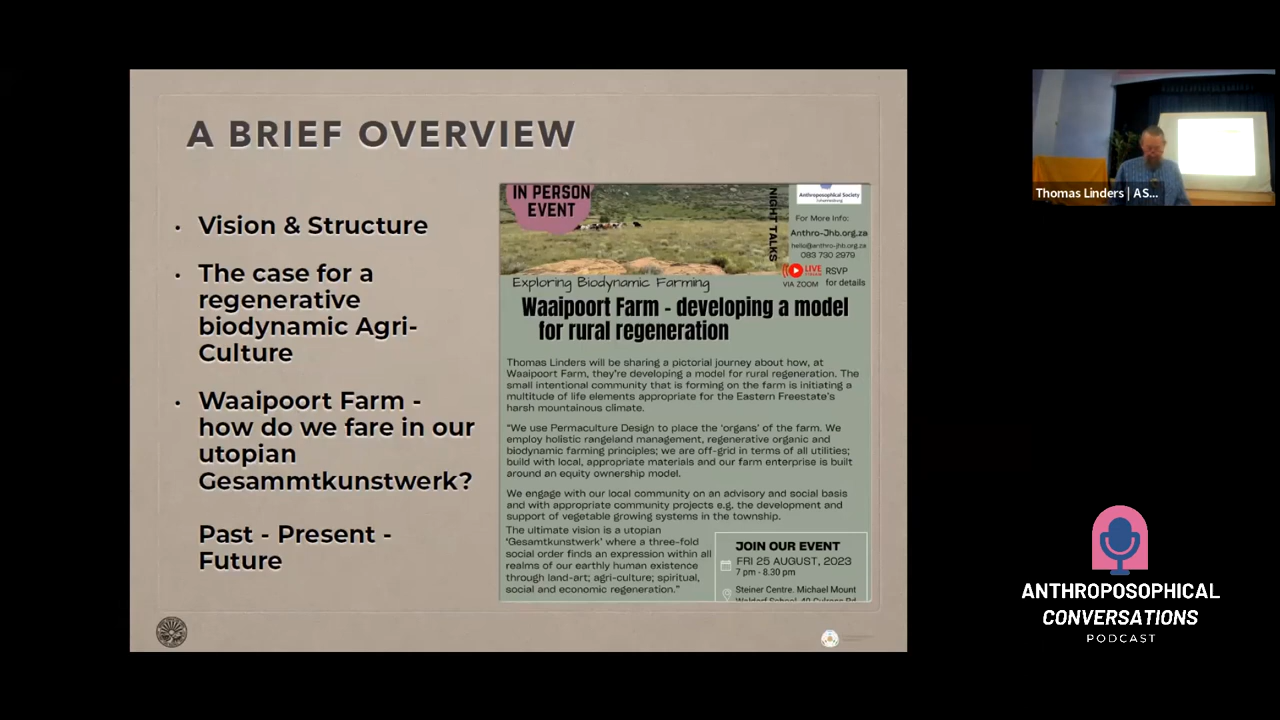 A BRIEF OVERVIEW
• Vision & Structure
• The case for a
regenerative
biodynamic Agri-
Culture
• Waaipoort Farm -
how do we fare in our
utopian
Gesammtkunstwerk?
Past - Present -
Future
IN PERSON
EVENT
NIGHT TALKS
Anthroposophical Society
For More Info:
Anthro-Jhb.org.za
hello@anthro-jhb.org.za
083 730 2979
LIVE
VIA ZOOM
RSVP
for details
Exploring Biodynamic Farming
Waaipoort Farm - developing a model
for rural regeneration
Thomas Linders will be sharing a pictorial journey about how, at
Waaipoort Farm, they're developing a model for rural regeneration. The
small intentional community that is forming on the farm is initiating a
multitude of life elements appropriate for the Eastern Freestate's
harsh mountainous climate.
"We use Permaculture Design to place the 'organs' of the farm. We
employ holistic rangeland management, regenerative organic and
biodynamic farming principles; we are off-grid in terms of all utilities;
build with local, appropriate materials and our farm enterprise is built
around an equity ownership model.
We engage with our local community on an advisory and social basis
and with appropriate community projects e.g. the development and
support of vegetable growing systems in the township.
The ultimate vision is a utopian
'Gesamtkunstwerk' where a three-fold
social order finds an expression within all
realms of our earthly human existence
through land-art; agri-culture; spiritual,
social and economic regeneration."
JOIN OUR EVENT
FRI 25 AUGUST, 2023
7 pm - 8.30 pm
Steiner Centre. Michael Mount
Thomas Linders | AS...
ANTHROPOSOPHICAL
CONVERSATIONS
PODCAST